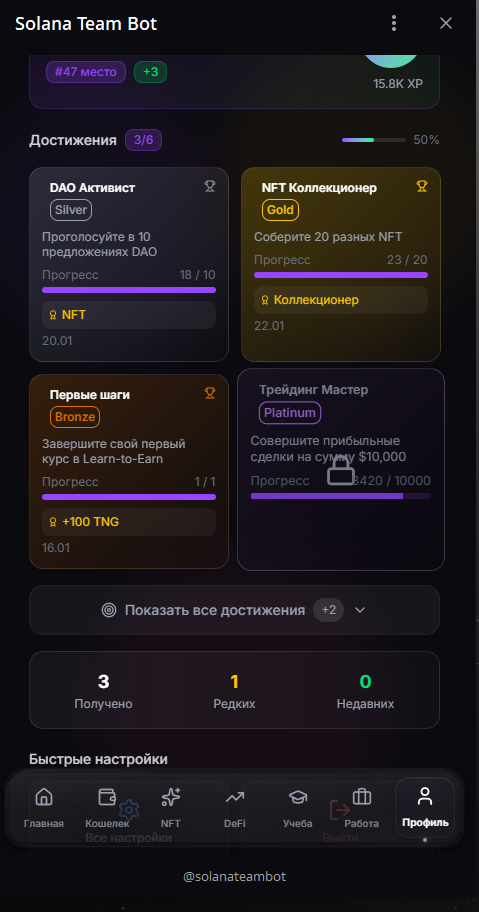 Solana Team Bot
#47 место
+3
15.8K XP
Достижения
3/6
50%
DAO Активист
Silver
Проголосуйте в 10
предложениях DAO
Прогресс
18 / 10
NFT
20.01
NFT Коллекционер
Gold
Соберите 20 разных NFT
Прогресс
23 / 20
Коллекционер
22.01
Первые шаги
Bronze
Завершите свой первый
курс в Learn-to-Earn
Прогресс
1 / 1
+100 TNG
16.01
Трейдинг Мастер
Platinum
Совершите прибыльные
сделки на сумму $10,000
Прогресс
8420 / 10000
Показать все достижения
+2
3
Получено
1
Редких
0
Недавних
Быстрые настройки
Главная
Кошелек
NFT
DeFi
Учеба
Работа
Профиль
Все настройки
Выйти
@solanateambot